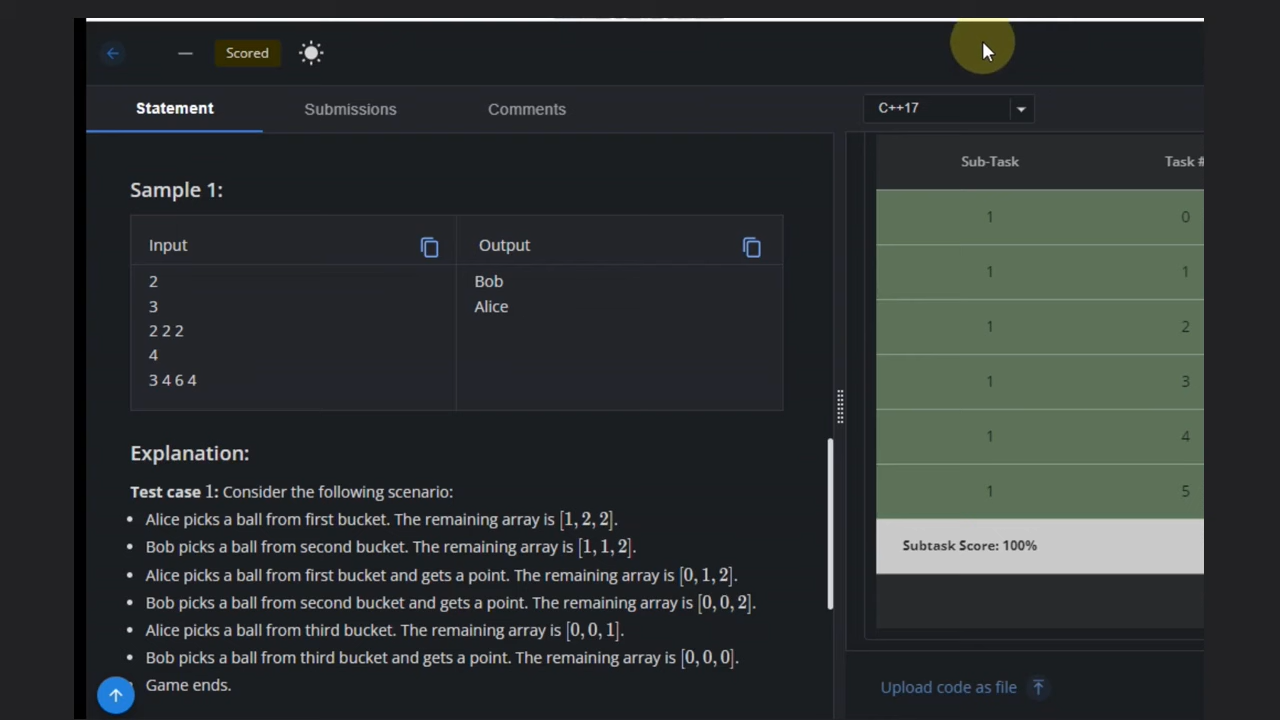 Scored
Statement Submissions Comments
C++17
Sample 1:
Input Output
2
3
2 2 2
4
3 4 6 4
Bob
Alice
Explanation:
Test case 1: Consider the following scenario:
• Alice picks a ball from first bucket. The remaining array is [1, 2, 2].
• Bob picks a ball from second bucket. The remaining array is [1, 1, 2].
• Alice picks a ball from first bucket and gets a point. The remaining array is [0, 1, 2].
• Bob picks a ball from second bucket and gets a point. The remaining array is [0, 0, 2].
• Alice picks a ball from third bucket. The remaining array is [0, 0, 1].
• Bob picks a ball from third bucket and gets a point. The remaining array is [0, 0, 0].
Game ends.
Sub-Task Task #
1 0
1 1
1 2
1 3
1 4
1 5
Subtask Score: 100%
Upload code as file